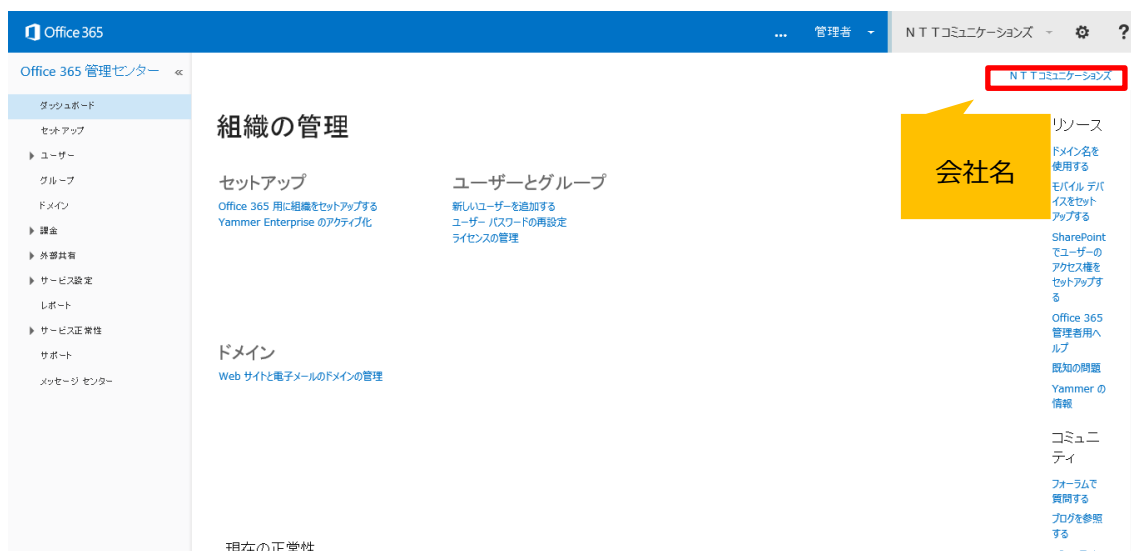 Office 365
... 管理者 NTTコミュニケーションズ ?
Office 365 管理センター «
ダッシュボード
セットアップ
ユーザー
グループ
ドメイン
課金
外部共有
サービス設定
レポート
サービス正常性
サポート
メッセージ センター
NTTコミュニケーションズ
会社名
組織の管理
セットアップ
Office 365 用に組織をセットアップする
Yammer Enterprise のアクティブ化
ユーザーとグループ
新しいユーザーを追加する
ユーザー パスワードの再設定
ライセンスの管理
ドメイン
Web サイトと電子メールのドメインの管理
現在の正常性
リソース
ドメイン名を
使用する
モバイル デバ
イスをセット
アップする
SharePoint
でユーザーの
アクセス権を
セットアップす
る
Office 365
管理者用ヘ
ルプ
既知の問題
Yammer の
情報
コミュニ
ティ
フォーラムで
質問する
ブログを参照
する